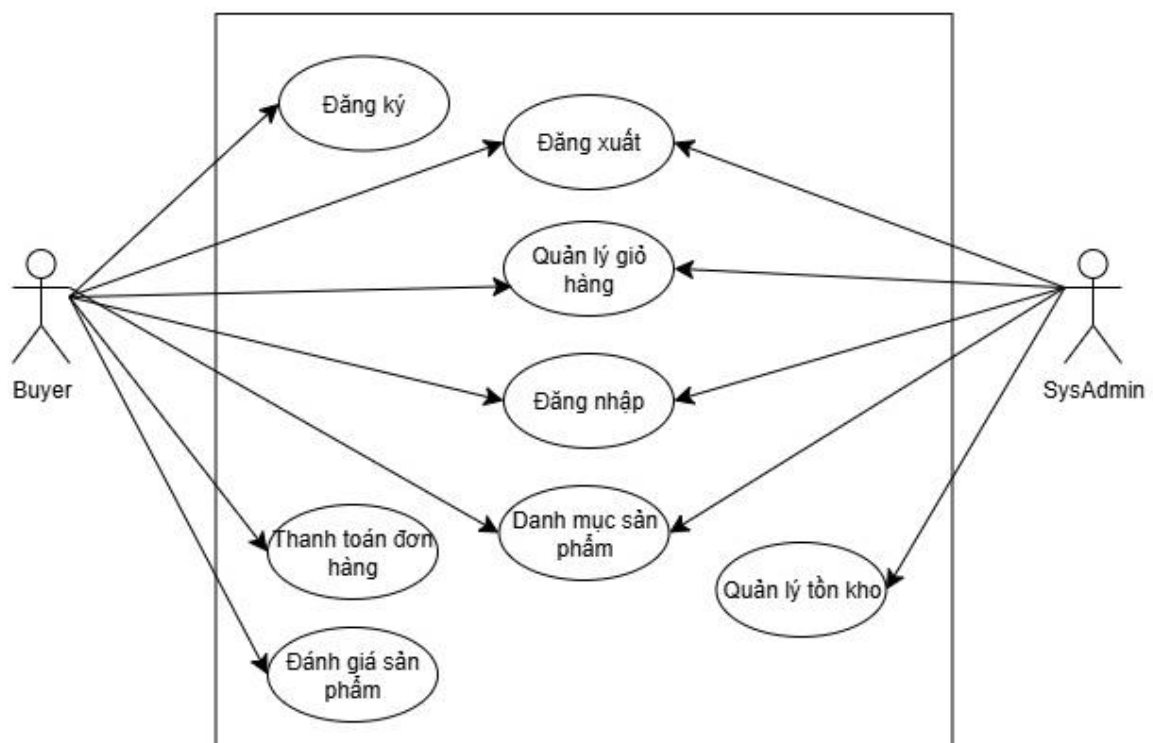 Đăng ký
Đăng xuất
Quản lý giỏ
hàng
Buyer
SysAdmin
Đăng nhập
Danh mục sản
phẩm
Thanh toán đơn
hàng
Quản lý tồn kho
Đánh giá sản
phẩm